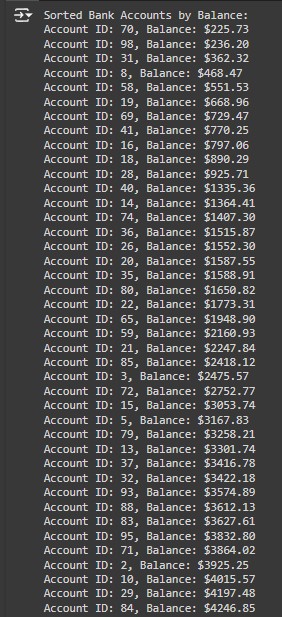 Sorted Bank Accounts by Balance:
Account ID: 70, Balance: $225.73
Account ID: 98, Balance: $236.20
Account ID: 31, Balance: $362.32
Account ID: 8, Balance: $468.47
Account ID: 58, Balance: $551.53
Account ID: 19, Balance: $668.96
Account ID: 69, Balance: $729.47
Account ID: 41, Balance: $770.25
Account ID: 16, Balance: $797.06
Account ID: 18, Balance: $890.29
Account ID: 28, Balance: $925.71
Account ID: 40, Balance: $1335.36
Account ID: 14, Balance: $1364.41
Account ID: 74, Balance: $1407.30
Account ID: 36, Balance: $1515.87
Account ID: 26, Balance: $1552.30
Account ID: 20, Balance: $1587.55
Account ID: 35, Balance: $1588.91
Account ID: 80, Balance: $1650.82
Account ID: 22, Balance: $1773.31
Account ID: 65, Balance: $1948.90
Account ID: 59, Balance: $2160.93
Account ID: 21, Balance: $2247.84
Account ID: 85, Balance: $2418.12
Account ID: 3, Balance: $2475.57
Account ID: 72, Balance: $2752.77
Account ID: 15, Balance: $3053.74
Account ID: 5, Balance: $3167.83
Account ID: 79, Balance: $3258.21
Account ID: 13, Balance: $3301.74
Account ID: 37, Balance: $3416.78
Account ID: 32, Balance: $3422.18
Account ID: 93, Balance: $3574.89
Account ID: 88, Balance: $3612.13
Account ID: 83, Balance: $3627.61
Account ID: 95, Balance: $3832.80
Account ID: 71, Balance: $3864.02
Account ID: 2, Balance: $3925.25
Account ID: 10, Balance: $4015.57
Account ID: 29, Balance: $4197.48
Account ID: 84, Balance: $4246.85